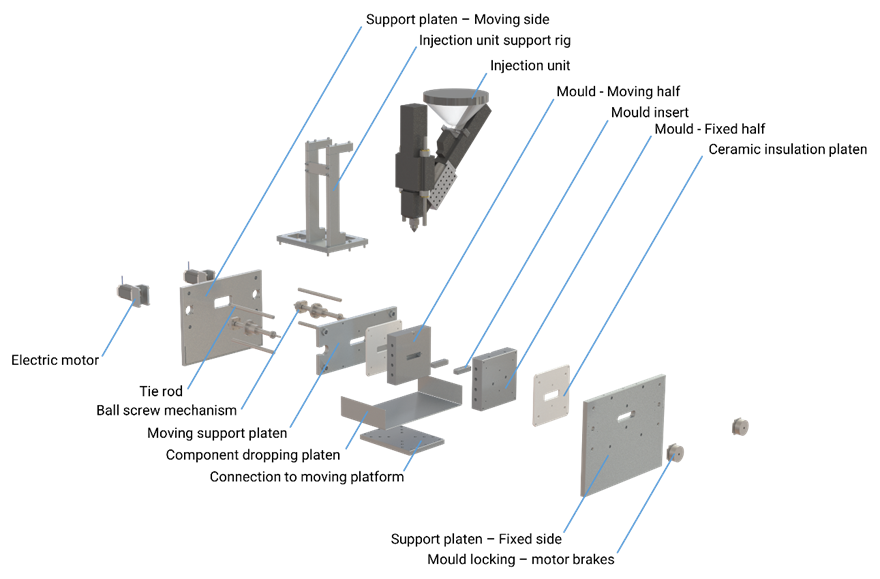 Support platen – Moving side
Injection unit support rig
Injection unit
Mould - Moving half
Mould insert
Mould - Fixed half
Ceramic insulation platen
Electric motor
Tie rod
Ball screw mechanism
Moving support platen
Component dropping platen
Connection to moving platform
Support platen – Fixed side
Mould locking – motor brakes